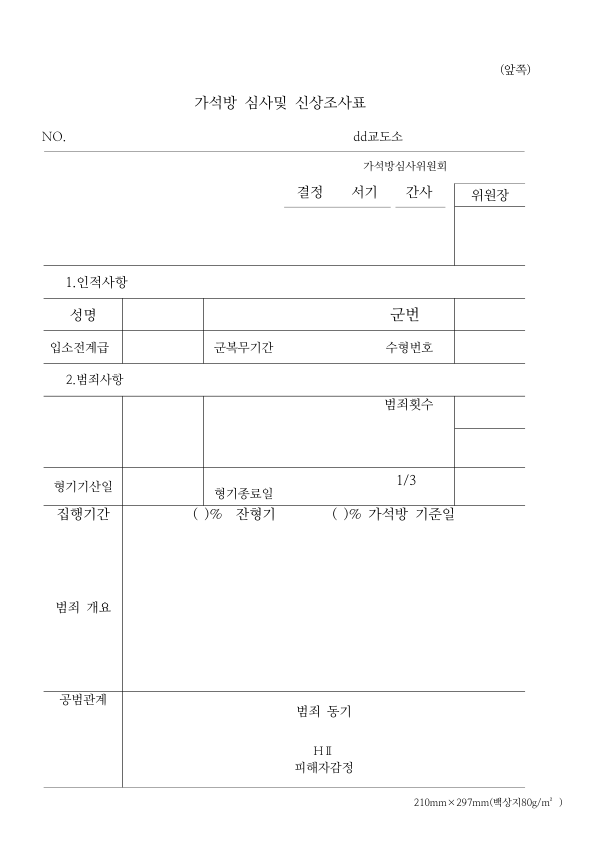 (앞쪽)
가석방 심사및 신상조사표
NO. dd교도소
가석방심사위원회
결정 서기 간사 위원장
1.인적사항
성명 군번
입소전계급 군복무기간 수형번호
2.범죄사항
범죄횟수
형기기산일 형기종료일 1/3
집행기간 ( )% 잔형기 ( )% 가석방 기준일
범죄 개요
공범관계
범죄 동기
HⅡ
피해자감정
210mm×297mm(백상지80g/㎡ )